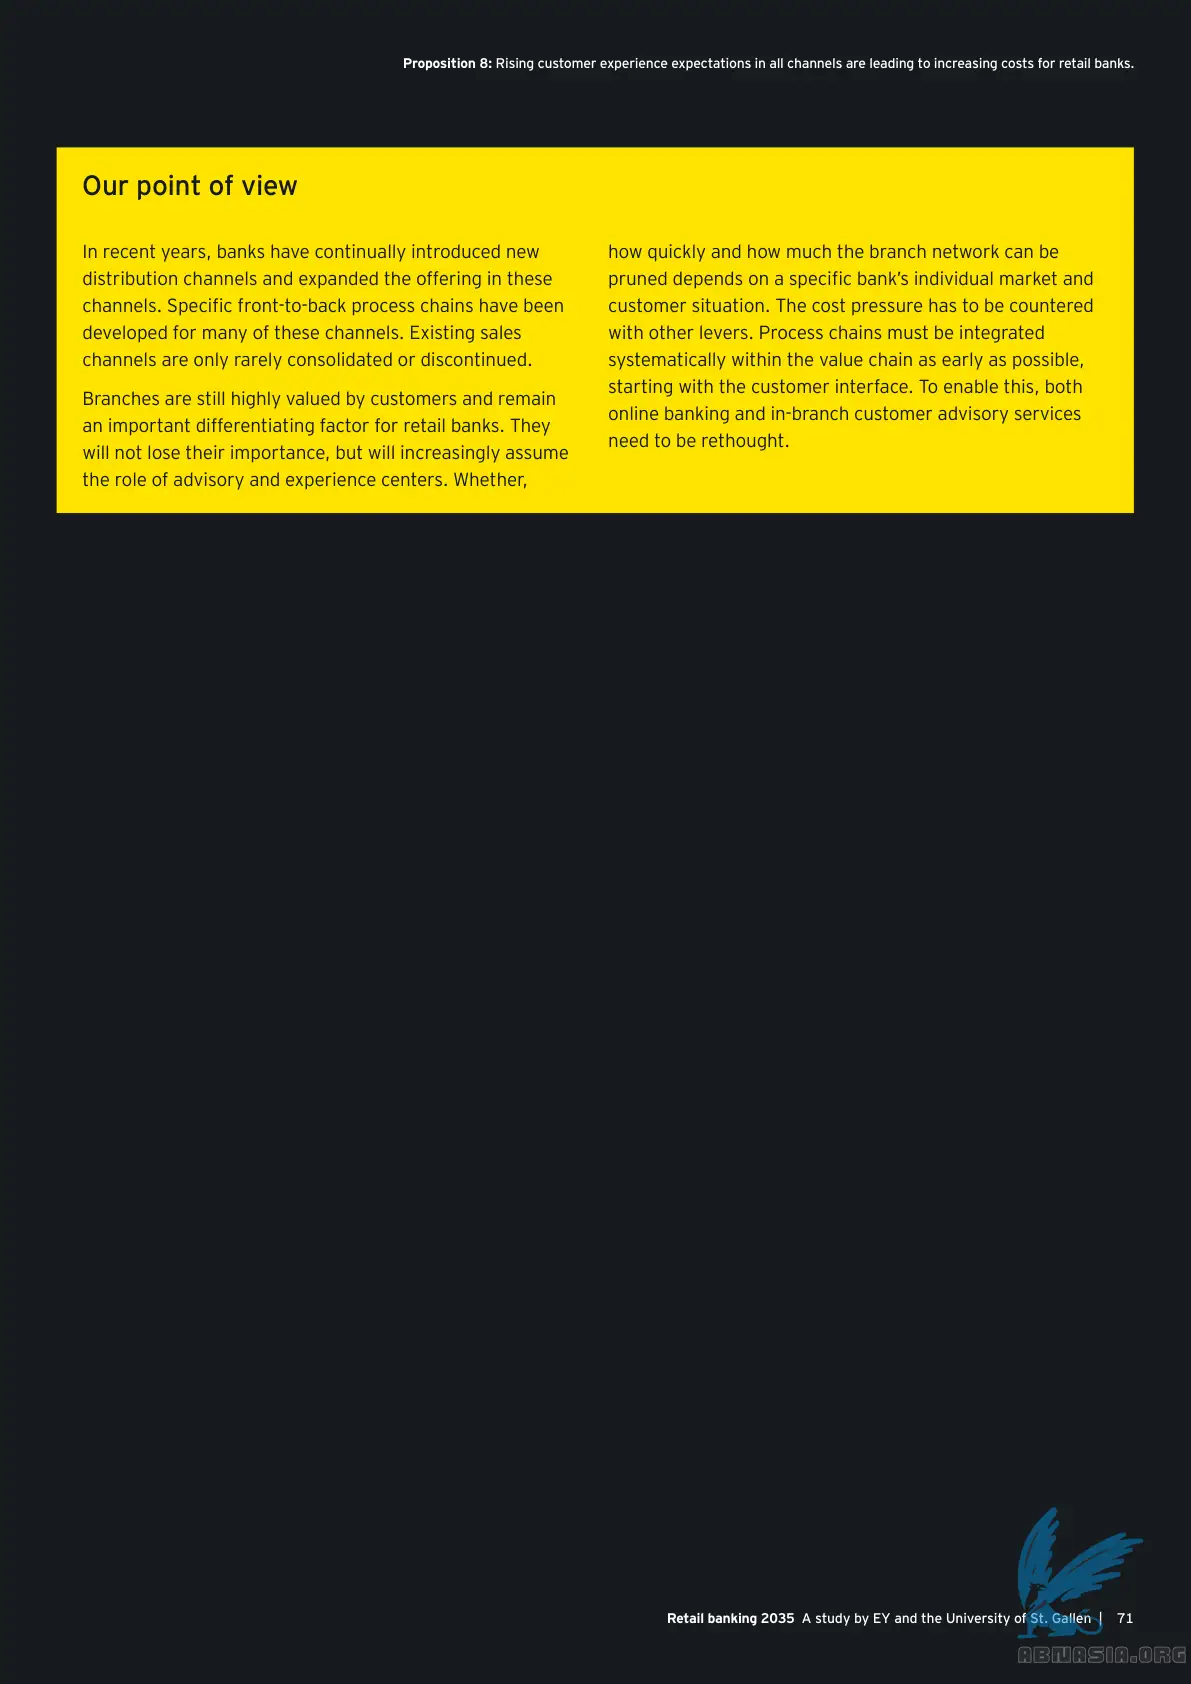 Proposition 8: Rising customer experience expectations in all channels are leading to increasing costs for retail banks.
Our point of view
In recent years, banks have continually introduced new
distribution channels and expanded the offering in these
channels. Specific front-to-back process chains have been
developed for many of these channels. Existing sales
channels are only rarely consolidated or discontinued.
Branches are still highly valued by customers and remain
an important differentiating factor for retail banks. They
will not lose their importance, but will increasingly assume
the role of advisory and experience centers. Whether,
how quickly and how much the branch network can be
pruned depends on a specific bank’s individual market and
customer situation. The cost pressure has to be countered
with other levers. Process chains must be integrated
systematically within the value chain as early as possible,
starting with the customer interface. To enable this, both
online banking and in-branch customer advisory services
need to be rethought.
Retail banking 2035 A study by EY and the University of St. Gallen | 71
ABNASIA.ORG